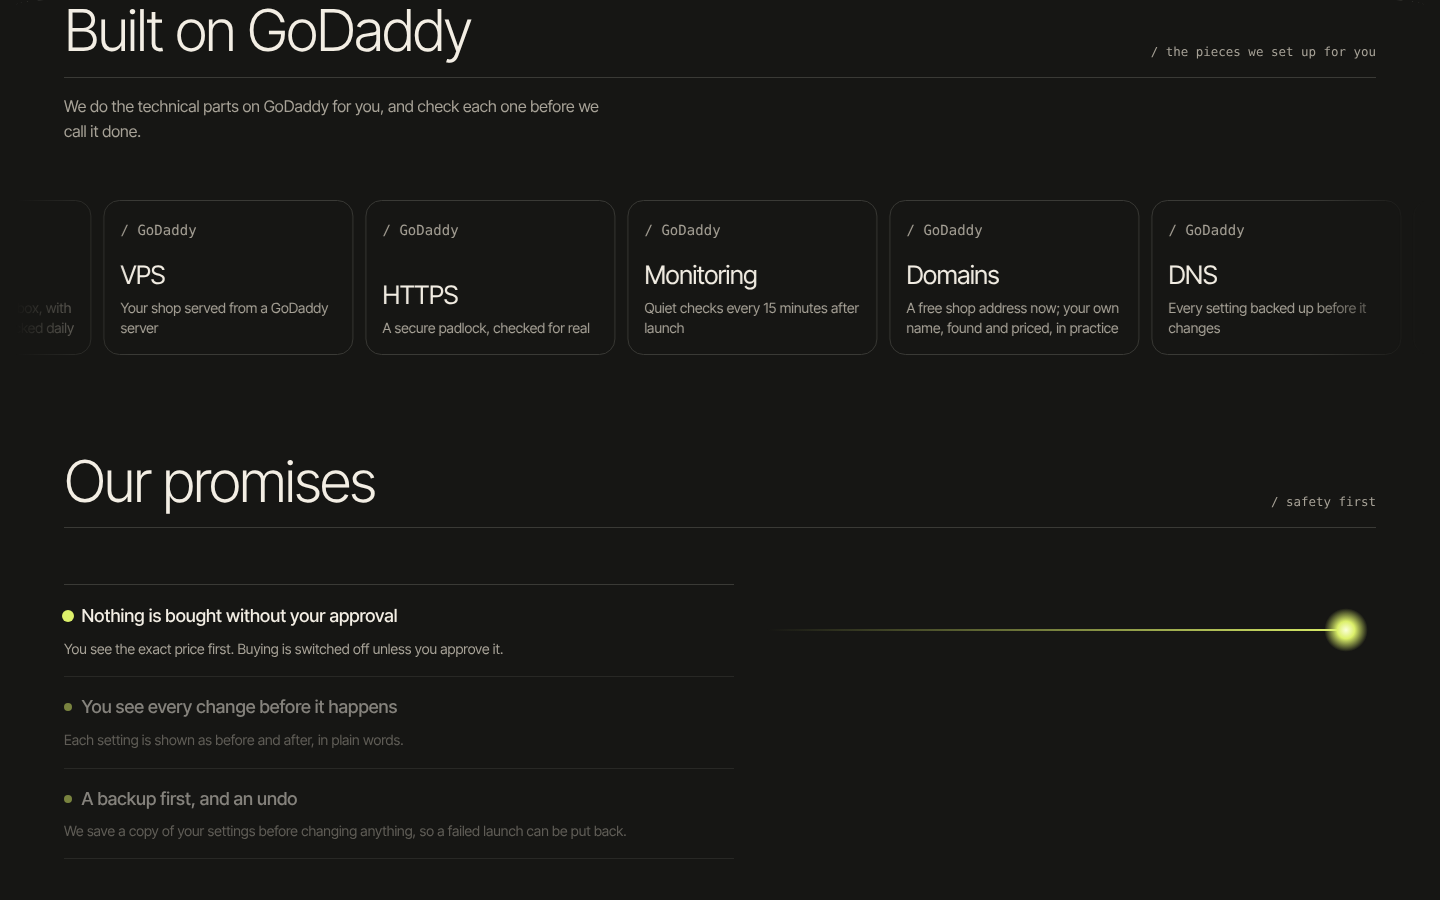 Built on GoDaddy
/ the pieces we set up for you
We do the technical parts on GoDaddy for you, and check each one before we
call it done.
with
daily
/ GoDaddy
VPS
Your shop served from a GoDaddy
server
/ GoDaddy
HTTPS
A secure padlock, checked for real
/ GoDaddy
Monitoring
Quiet checks every 15 minutes after
launch
/ GoDaddy
Domains
A free shop address now; your own
name, found and priced, in practice
/ GoDaddy
DNS
Every setting backed up before it
changes
Our promises
/ safety first
Nothing is bought without your approval
You see the exact price first. Buying is switched off unless you approve it.
You see every change before it happens
Each setting is shown as before and after, in plain words.
A backup first, and an undo
We save a copy of your settings before changing anything, so a failed launch can be put back.